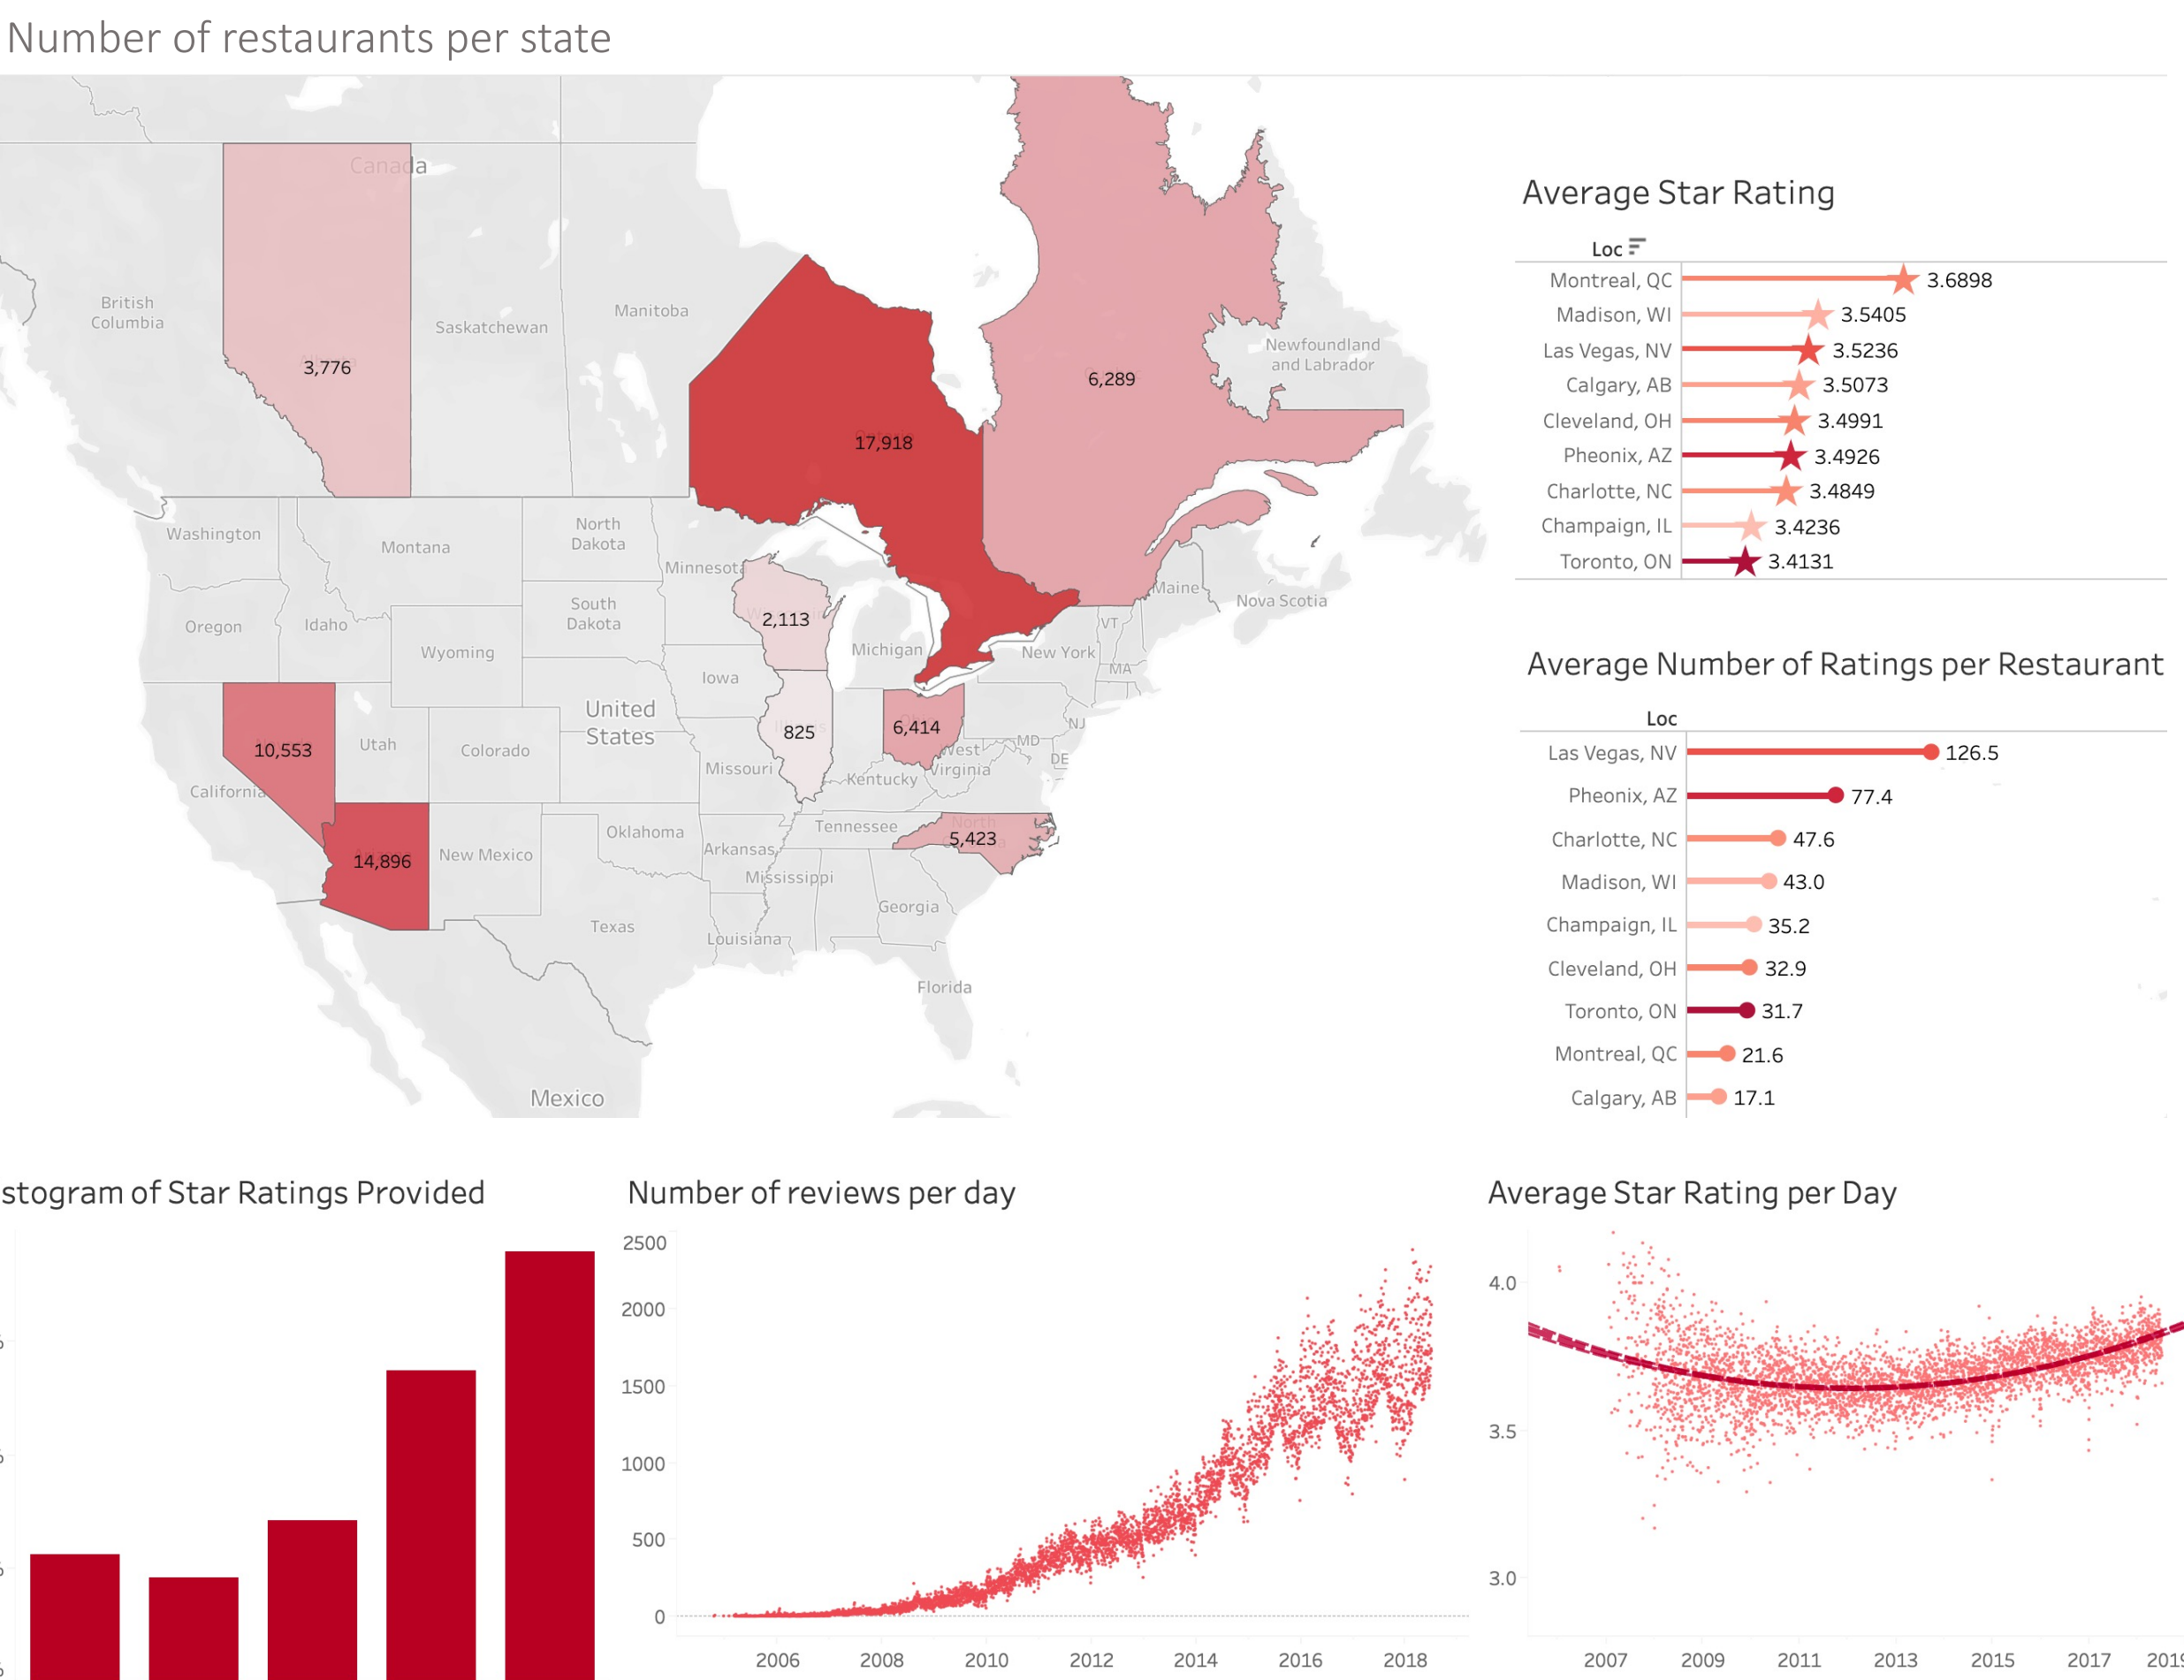 Number of restaurants per state
Canada
British
Columbia
3,776
Saskatchewan
Manitoba
17,918
6,289
Newfoundland
and Labrador
Washington
Montana
North
Dakota
Minnesota
Maine
Nova Scotia
Oregon
Idaho
South
Dakota
2,113
VT
Wyoming
Michigan
New York
MA
Iowa
United
States
NJ
10,553
Utah
Colorado
825
6,414
MD
DE
West
Virginia
California
Missouri
Kentucky
14,896
New Mexico
Oklahoma
Arkansas
Tennessee
North
5,423
Mississippi
Georgia
Texas
Louisiana
Florida
Mexico
Average Star Rating
Loc
Montreal, QC 3.6898
Madison, WI 3.5405
Las Vegas, NV 3.5236
Calgary, AB 3.5073
Cleveland, OH 3.4991
Pheonix, AZ 3.4926
Charlotte, NC 3.4849
Champaign, IL 3.4236
Toronto, ON 3.4131
Average Number of Ratings per Restaurant
Loc
Las Vegas, NV 126.5
Pheonix, AZ 77.4
Charlotte, NC 47.6
Madison, WI 43.0
Champaign, IL 35.2
Cleveland, OH 32.9
Toronto, ON 31.7
Montreal, QC 21.6
Calgary, AB 17.1
stogram of Star Ratings Provided
Number of reviews per day
2500
2000
1500
1000
500
0
2006 2008 2010 2012 2014 2016 2018
Average Star Rating per Day
4.0
3.5
3.0
2007 2009 2011 2013 2015 2017